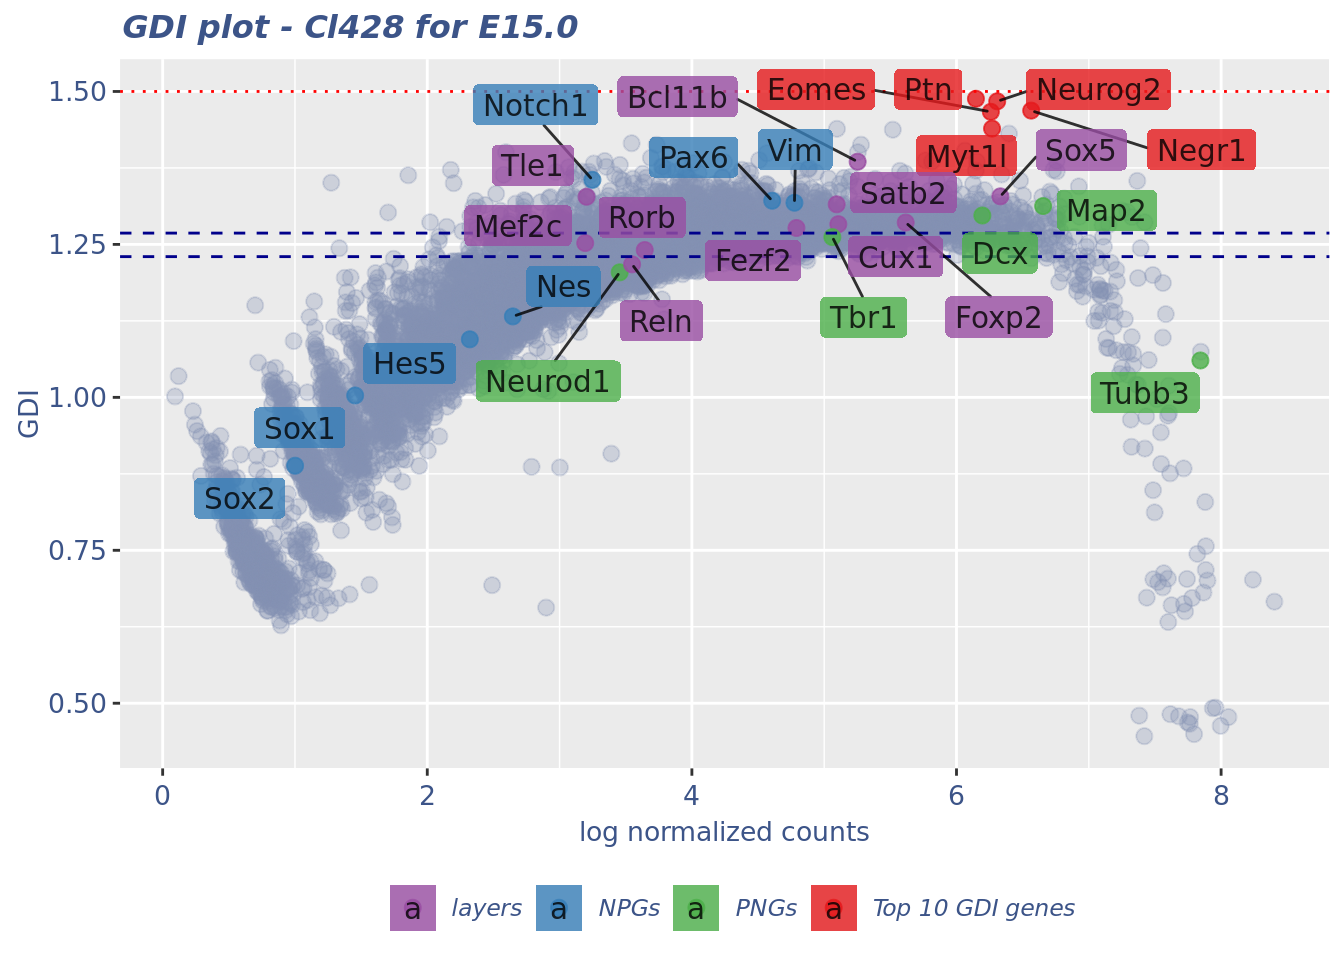 GDI plot - Cl428 for E15.0
1.50
1.25
1.00
0.75
0.50
GDI
Notch1
Bcl11b
Eomes
Ptn
Neurog2
Tle1
Pax6
Vim
Myt1l
Sox5
Negr1
Mef2c
Rorb
Satb2
Map2
Fezf2
Cux1
Dcx
Nes
Reln
Tbr1
Foxp2
Hes5
Neurod1
Tubb3
Sox1
Sox2
0 2 4 6 8
log normalized counts
a layers a NPGs a PNGs a Top 10 GDI genes